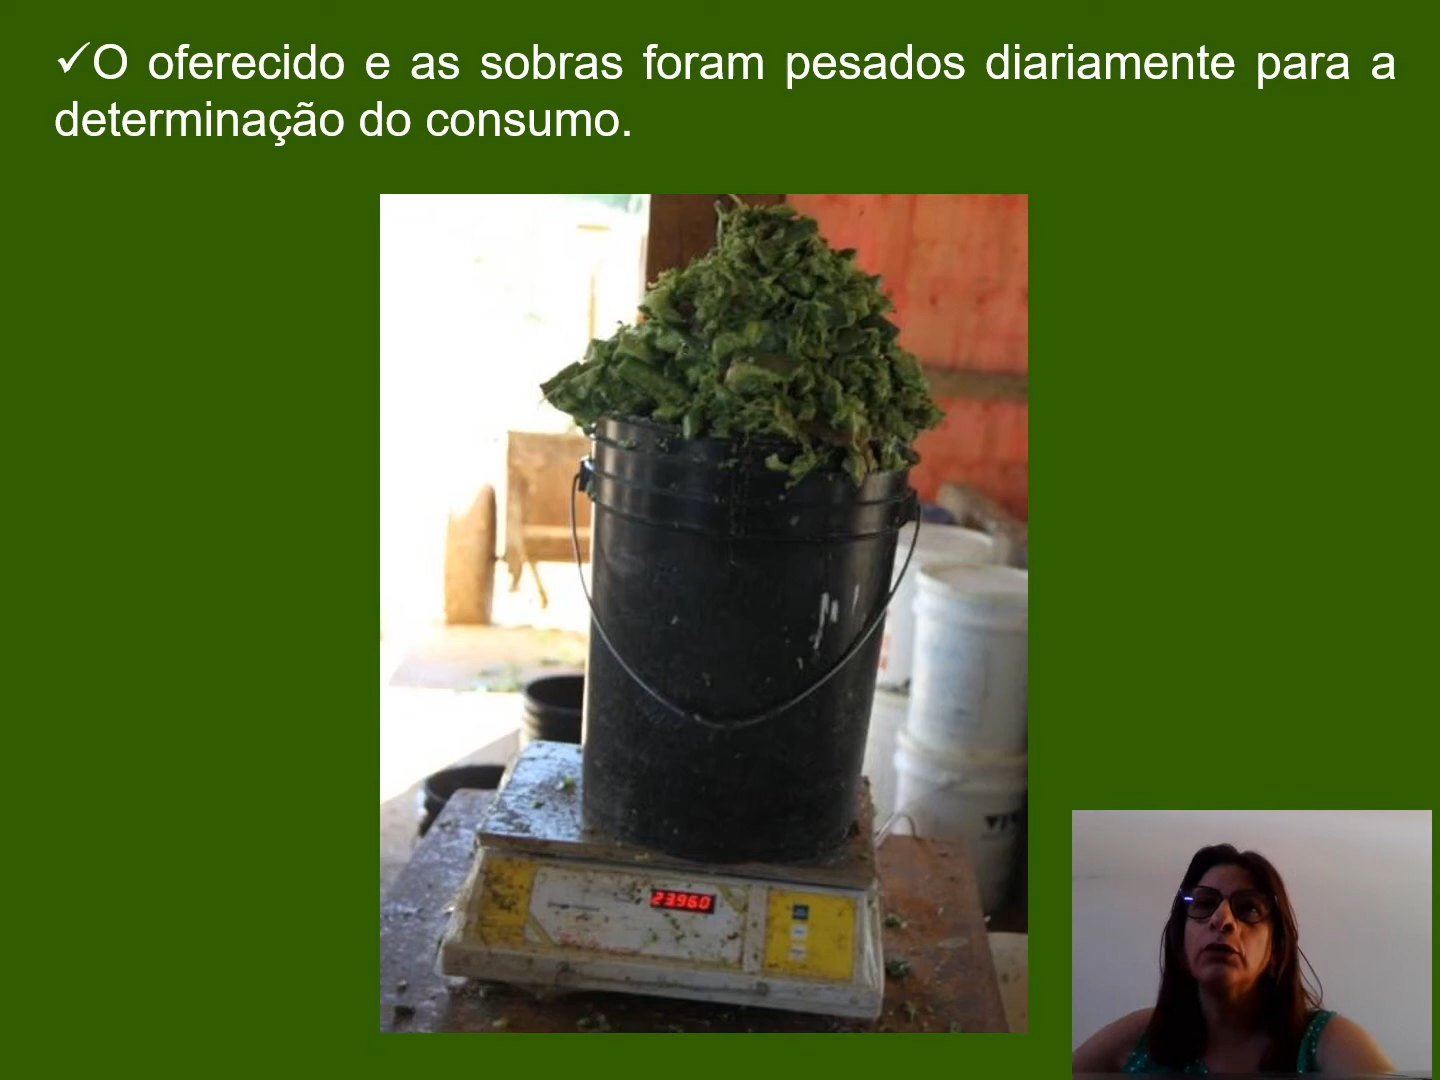 ✓O oferecido e as sobras foram pesados diariamente para a
determinação do consumo.
23960